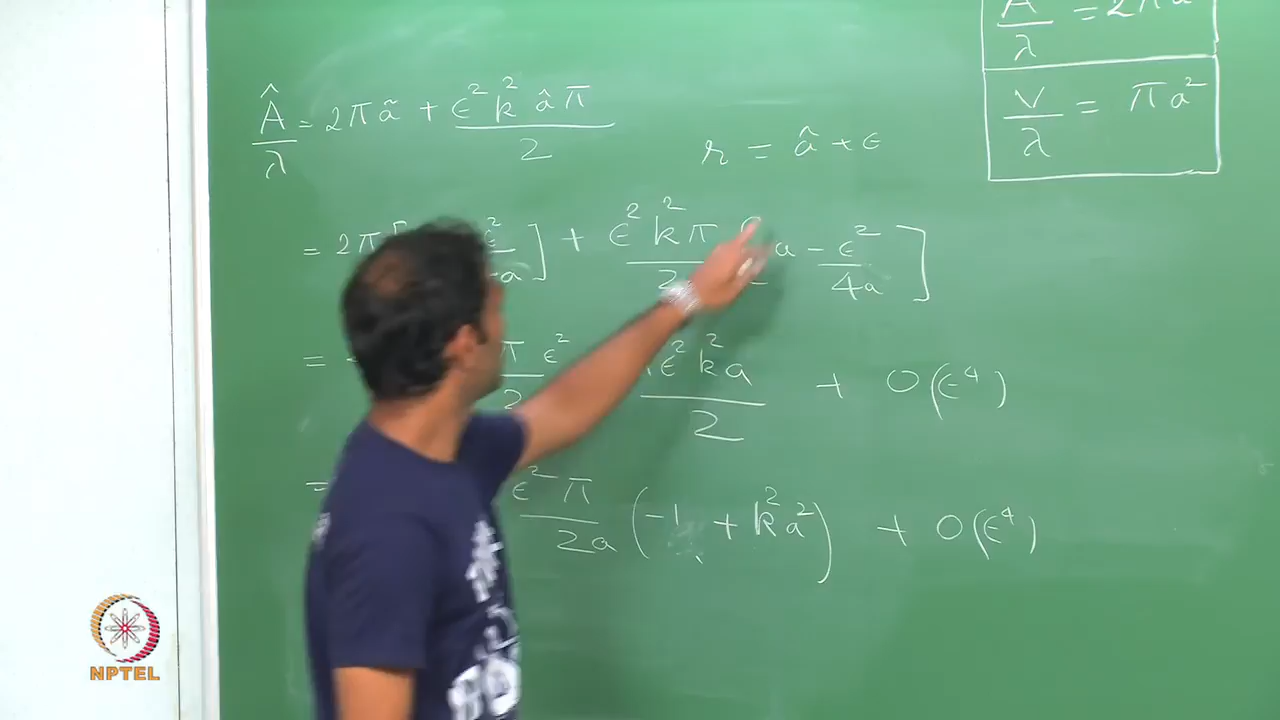 A/λ = 2πa
V/λ = πa²
Â/λ = 2πã + ε²k²âπ/2
r = â + ε
= 2π[ ε²/ a] + ε²k²π/2 [a - ε²/4a]
= π ε²/2 ε²k²a/2 + O(ε⁴)
= ε²π/2a (-1 + k²a²) + O(ε⁴)
NPTEL